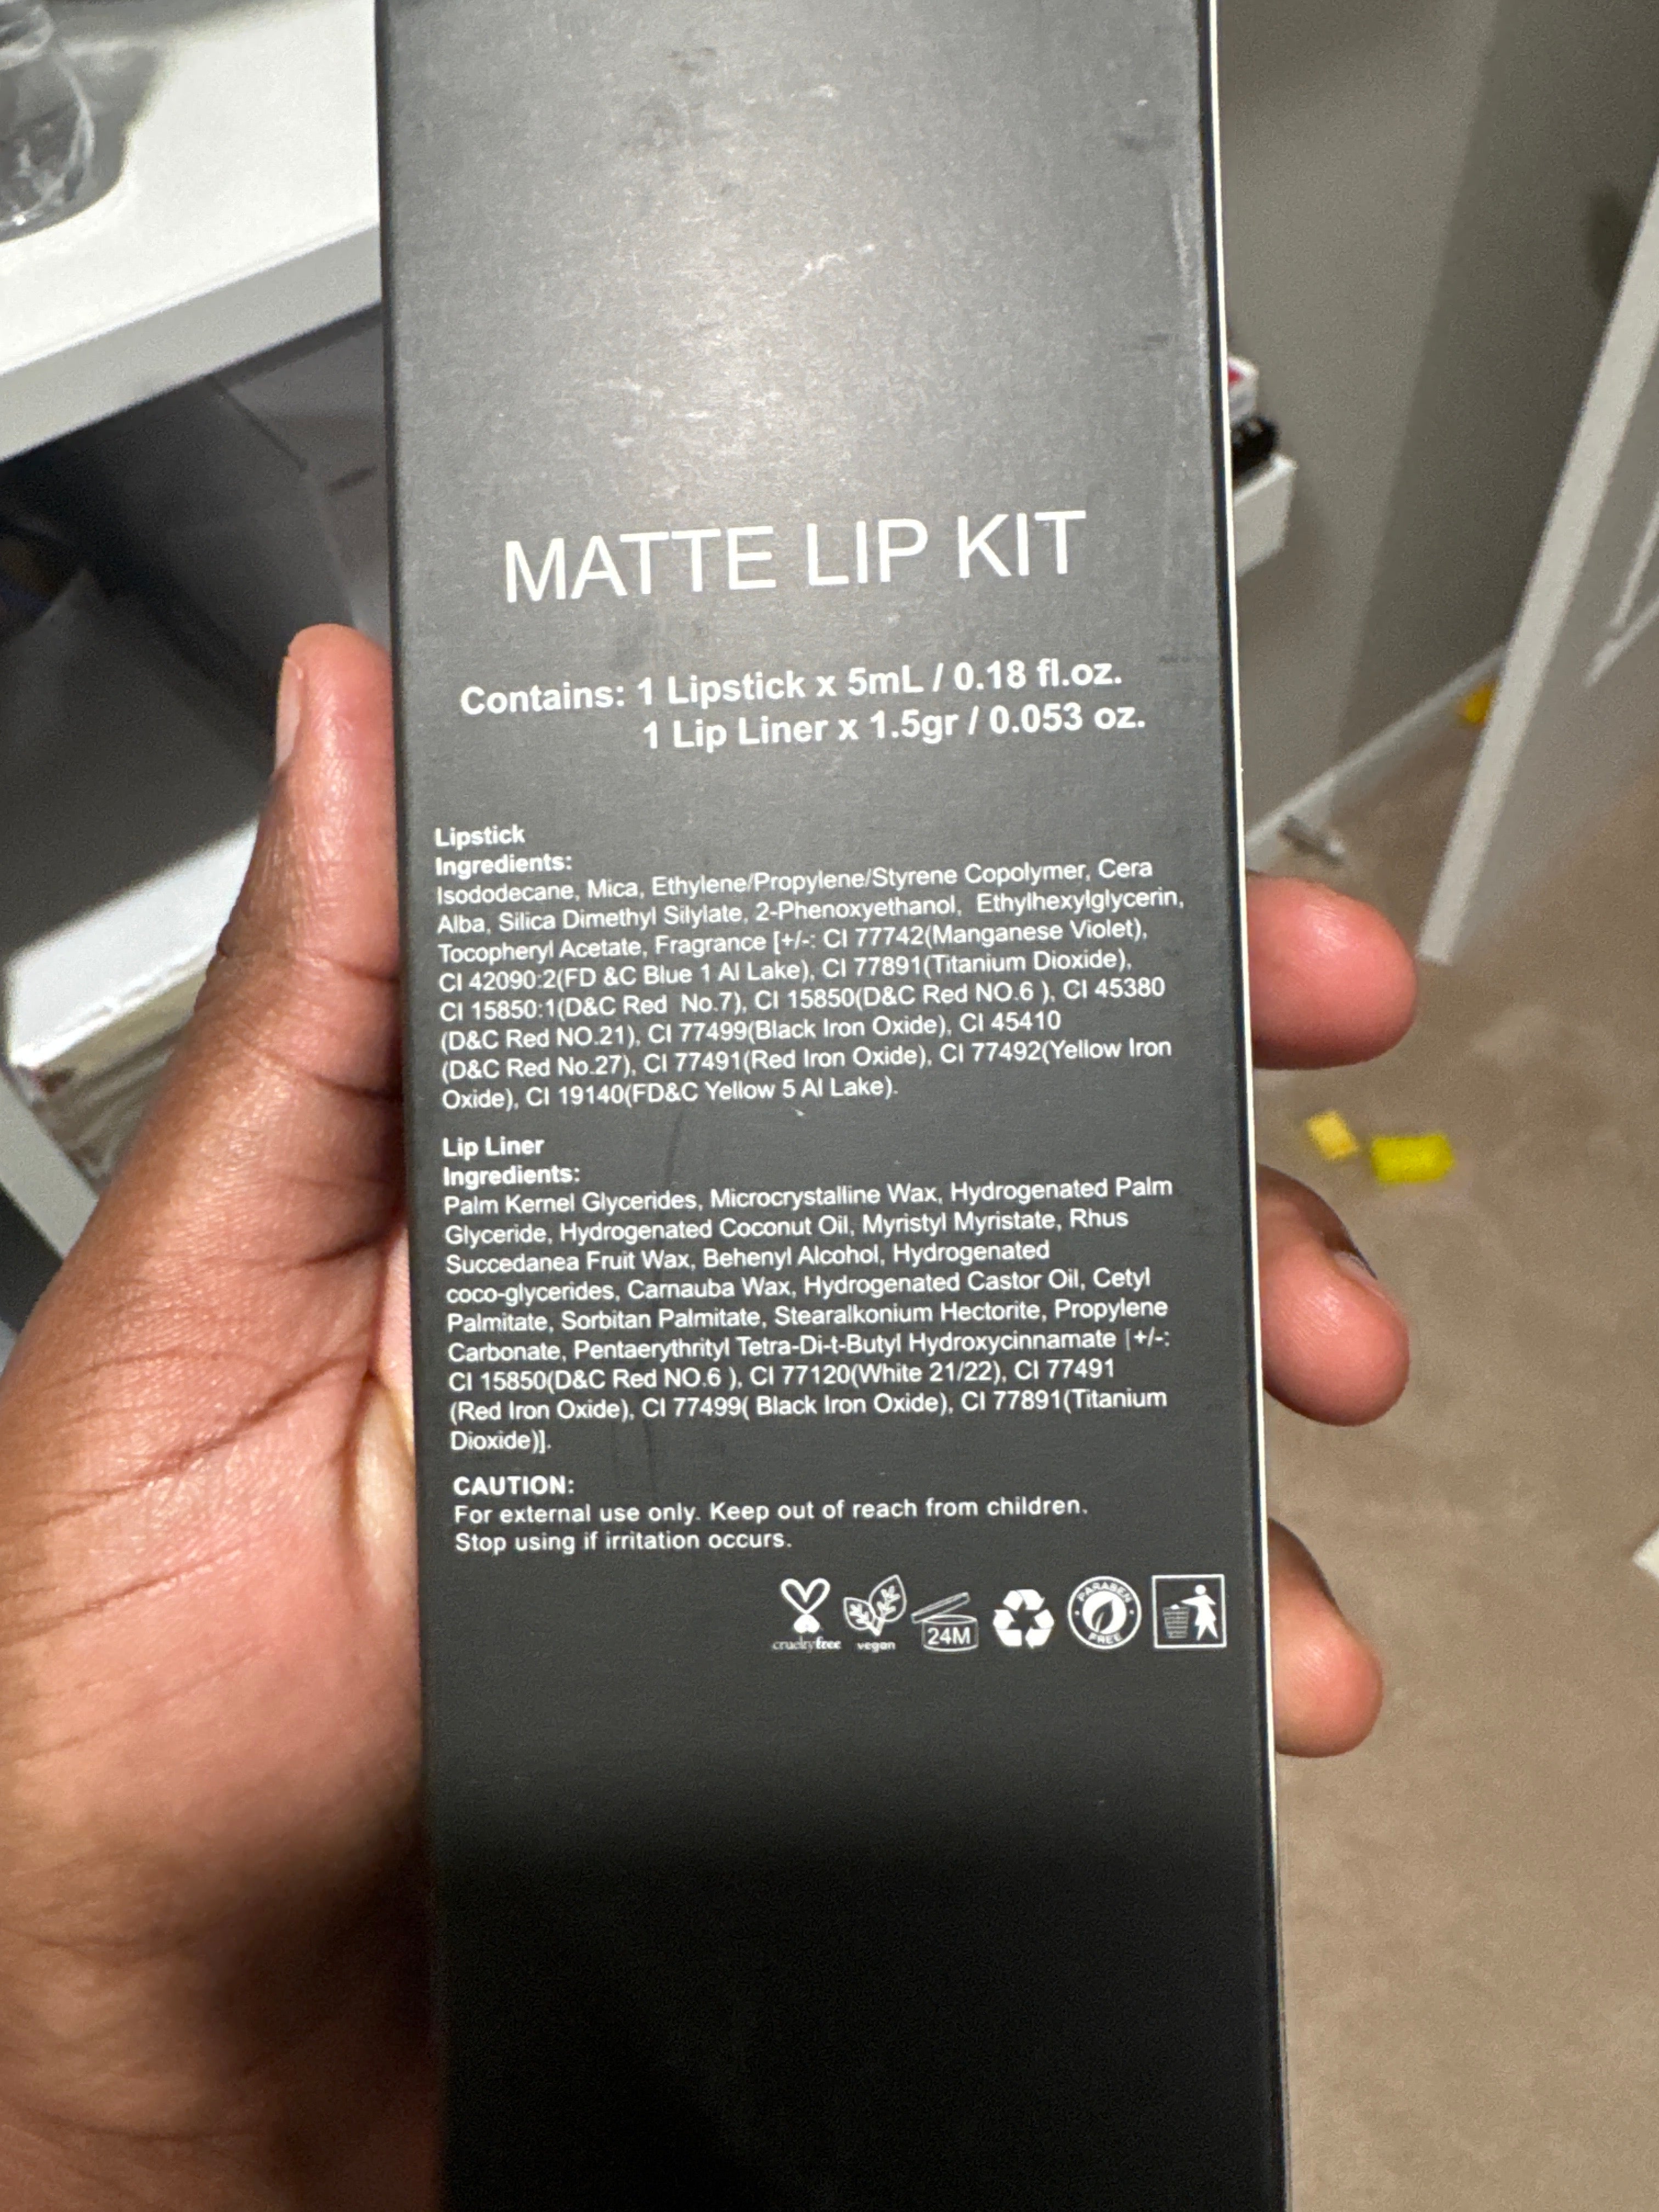 MATTE LIP KIT
Contains: 1 Lipstick x 5mL / 0.18 fl.oz.
1 Lip Liner x 1.5gr / 0.053 oz.
Lipstick
Ingredients:
Isododecane, Mica, Ethylene/Propylene/Styrene Copolymer, Cera
Alba, Silica Dimethyl Silylate, 2-Phenoxyethanol, Ethylhexylglycerin,
Tocopheryl Acetate, Fragrance [+/-: CI 77742(Manganese Violet),
CI 42090:2(FD &C Blue 1 Al Lake), CI 77891(Titanium Dioxide),
CI 15850:1(D&C Red No.7), CI 15850(D&C Red NO.6 ), CI 45380
(D&C Red NO.21), CI 77499(Black Iron Oxide), CI 45410
(D&C Red No.27), CI 77491(Red Iron Oxide), CI 77492(Yellow Iron
Oxide), CI 19140(FD&C Yellow 5 Al Lake).
Lip Liner
Ingredients:
Palm Kernel Glycerides, Microcrystalline Wax, Hydrogenated Palm
Glyceride, Hydrogenated Coconut Oil, Myristyl Myristate, Rhus
Succedanea Fruit Wax, Behenyl Alcohol, Hydrogenated
coco-glycerides, Carnauba Wax, Hydrogenated Castor Oil, Cetyl
Palmitate, Sorbitan Palmitate, Stearalkonium Hectorite, Propylene
Carbonate, Pentaerythrityl Tetra-Di-t-Butyl Hydroxycinnamate [+/-:
CI 15850(D&C Red NO.6 ), CI 77120(White 21/22), CI 77491
(Red Iron Oxide), CI 77499( Black Iron Oxide), CI 77891(Titanium
Dioxide)].
CAUTION:
For external use only. Keep out of reach from children.
Stop using if irritation occurs.
crueltyfree vegan 24M PARABEN FREE